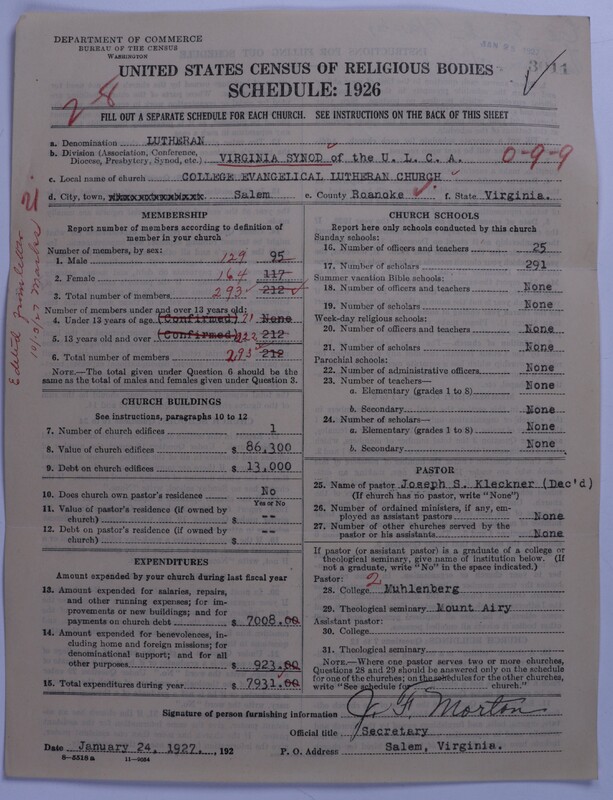 DEPARTMENT OF COMMERCE
BUREAU OF THE CENSUS
WASHINGTON
UNITED STATES CENSUS OF RELIGIOUS BODIES
SCHEDULE: 1926
28
FILL OUT A SEPARATE SCHEDULE FOR EACH CHURCH. SEE INSTRUCTIONS ON THE BACK OF THIS SHEET
a. Denomination LUTHERAN
b. Division (Association, Conference, Diocese, Presbytery, Synod, etc.) VIRGINIA SYNOD of the U. L. C. A. 0-9-9
c. Local name of church COLLEGE EVANGELICAL LUTHERAN CHURCH
d. City, town, Salem e. County Roanoke f. State Virginia.
Edited from letter
MEMBERSHIP
Report number of members according to definition of
member in your church
Number of members, by sex:
1. Male 129 95
2. Female 164 117
3. Total number of members 293 212
Number of members under and over 13 years old:
4. Under 13 years of age (Confirmed) 71 None
5. 13 years old and over (Confirmed) 222 212
6. Total number of members 293 212
NOTE.—The total given under Question 6 should be the
same as the total of males and females given under Question 3.
CHURCH BUILDINGS
See instructions, paragraphs 10 to 12
7. Number of church edifices 1
8. Value of church edifices $ 86,300
9. Debt on church edifices $ 13,000
10. Does church own pastor's residence No
Yes or No
11. Value of pastor's residence (if owned by
church) $ --
12. Debt on pastor's residence (if owned by
church) $ --
EXPENDITURES
Amount expended by your church during last fiscal year
13. Amount expended for salaries, repairs,
and other running expenses; for im-
provements or new buildings; and for
payments on church debt $ 7008.00
14. Amount expended for benevolences, in-
cluding home and foreign missions; for
denominational support; and for all
other purposes $ 923.00
15. Total expenditures during year $ 7931.00
CHURCH SCHOOLS
Report here only schools conducted by this church
Sunday schools:
16. Number of officers and teachers 25
17. Number of scholars 291
Summer vacation Bible schools:
18. Number of officers and teachers None
19. Number of scholars None
Week-day religious schools:
20. Number of officers and teachers None
21. Number of scholars None
Parochial schools:
22. Number of administrative officers None
23. Number of teachers—
a. Elementary (grades 1 to 8) None
b. Secondary None
24. Number of scholars—
a. Elementary (grades 1 to 8) None
b. Secondary None
PASTOR
25. Name of pastor Joseph S. Kleckner (Dec'd)
(If church has no pastor, write "None")
26. Number of ordained ministers, if any, em-
ployed as assistant pastors None
27. Number of other churches served by the
pastor or his assistants None
If pastor (or assistant pastor) is a graduate of a college or
theological seminary, give name of institution below. (If
not a graduate, write "No" in the space indicated.)
Pastor: 2
28. College Muhlenberg
29. Theological seminary Mount Airy
Assistant pastor:
30. College
31. Theological seminary
NOTE.—Where one pastor serves two or more churches,
Questions 28 and 29 should be answered only on the schedule
for one of the churches; on the schedules for the other churches,
write "See schedule for church."
Signature of person furnishing information J. F. Morton
Official title Secretary
Date January 24, 1927. , 192 P. O. Address Salem, Virginia.
8-5518a 11-9034